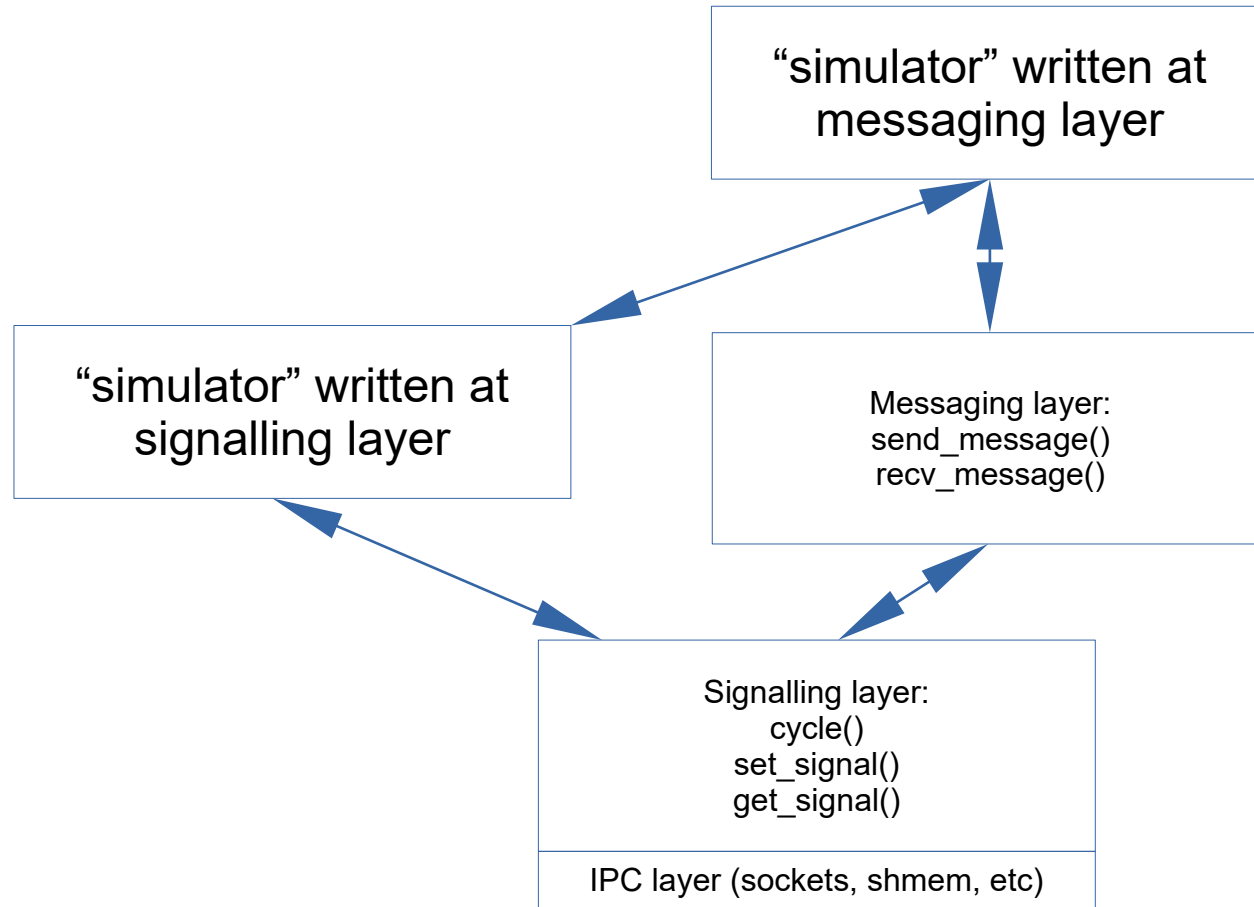 “simulator” written at
messaging layer
“simulator” written at
signalling layer
Messaging layer:
send_message()
recv_message()
Signalling layer:
cycle()
set_signal()
get_signal()
IPC layer (sockets, shmem, etc)